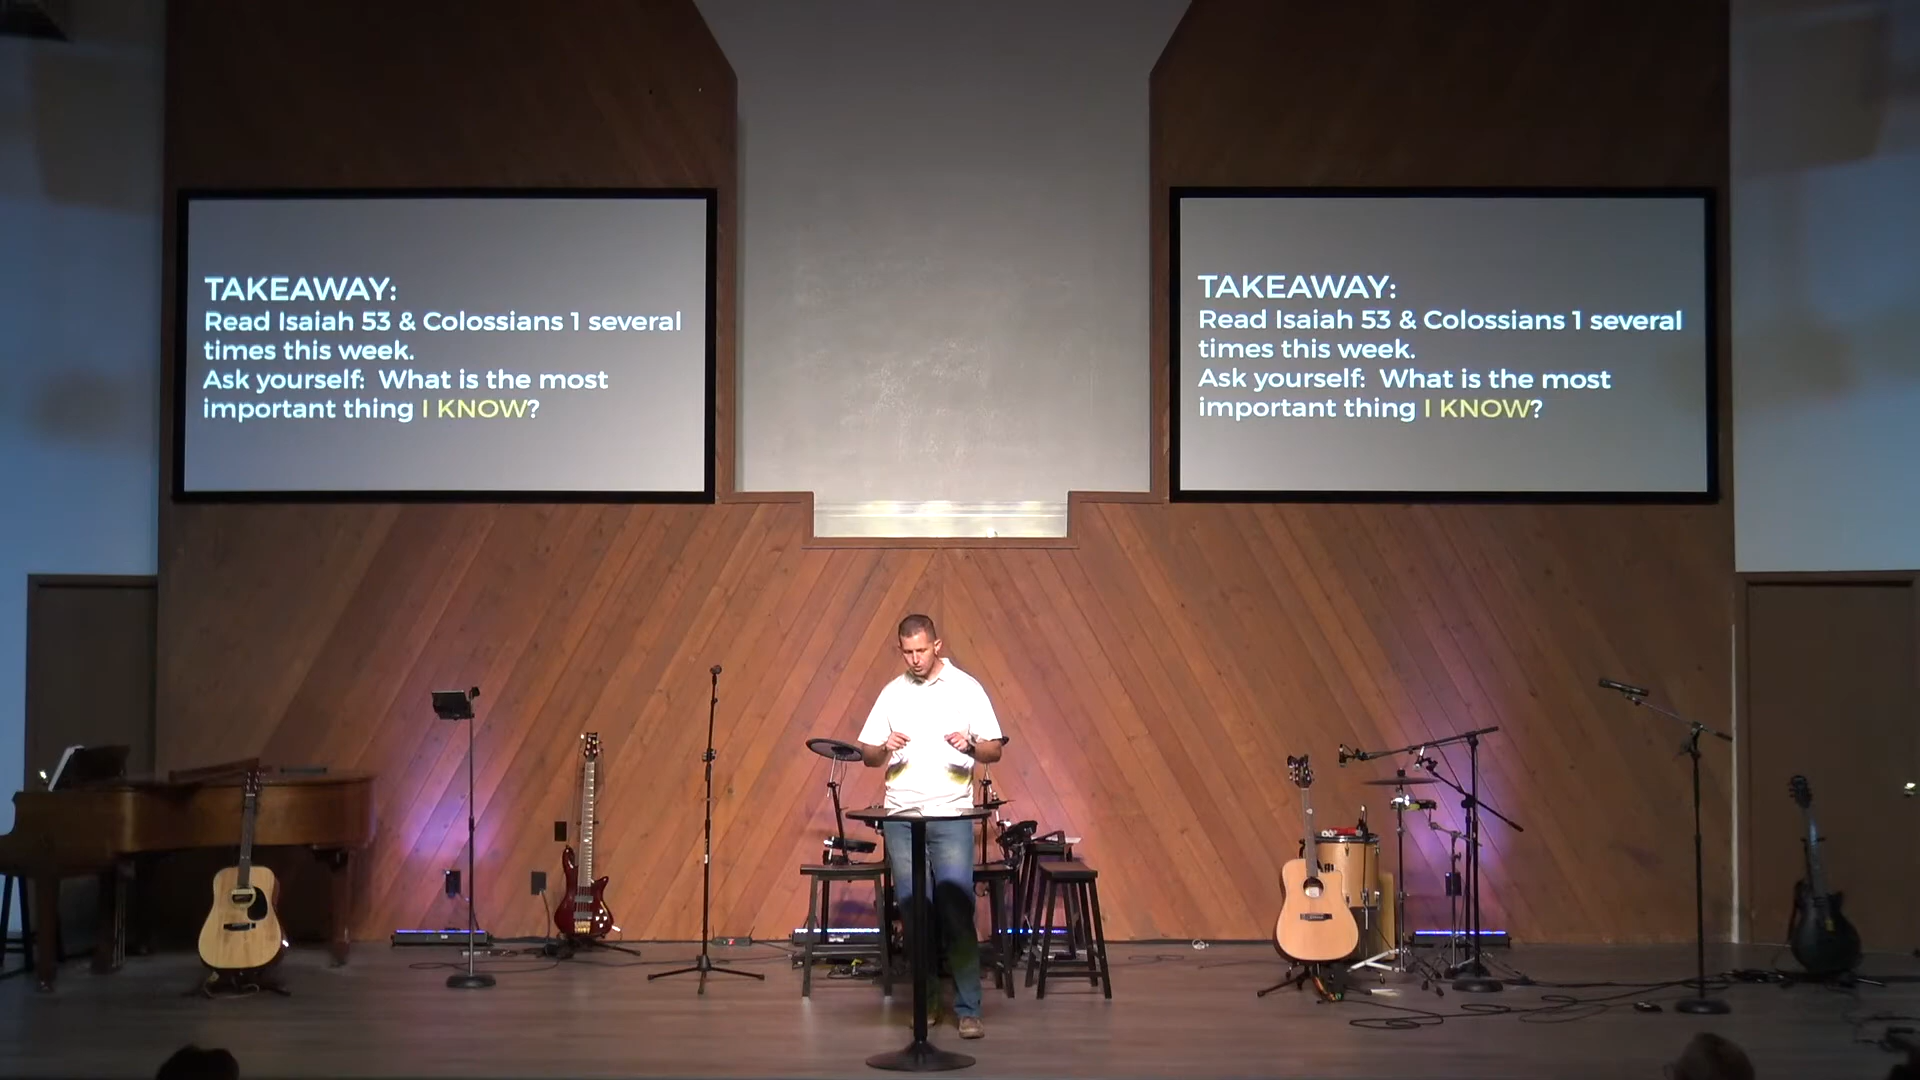 TAKEAWAY:
Read Isaiah 53 & Colossians 1 several
times this week.
Ask yourself:  What is the most
important thing I KNOW?
TAKEAWAY:
Read Isaiah 53 & Colossians 1 several
times this week.
Ask yourself:  What is the most
important thing I KNOW?